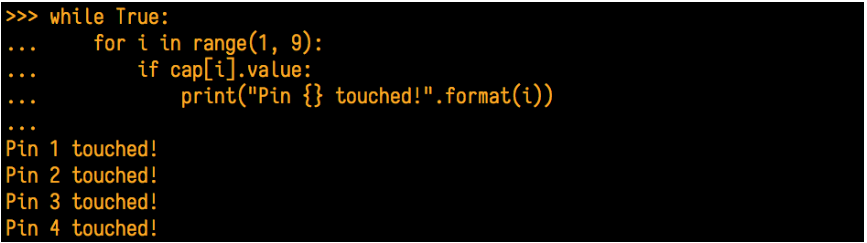 >>> while True:
...     for i in range(1, 9):
...         if cap[i].value:
...             print("Pin {} touched!".format(i))
...
Pin 1 touched!
Pin 2 touched!
Pin 3 touched!
Pin 4 touched!